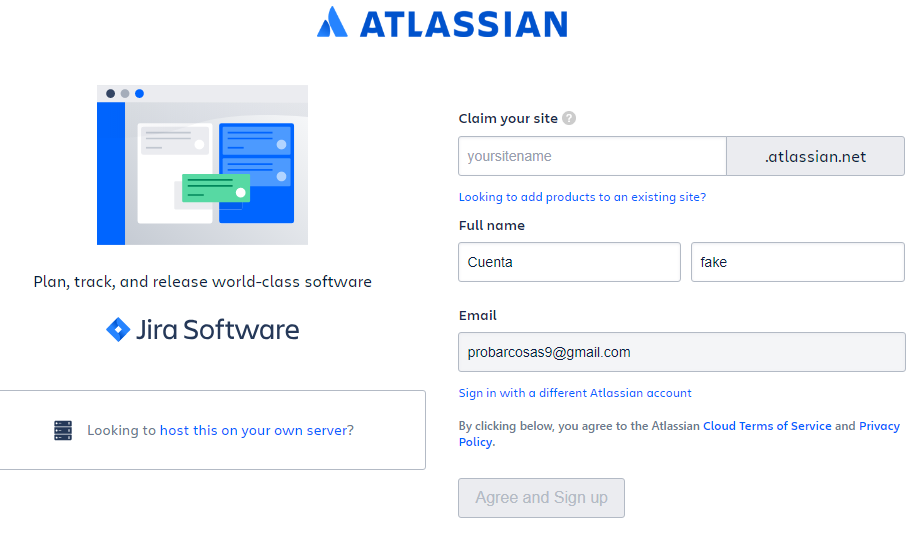 ATLASSIAN
Plan, track, and release world-class software
Jira Software
Looking to host this on your own server?
Claim your site ?
yoursitename
.atlassian.net
Looking to add products to an existing site?
Full name
Cuenta
fake
Email
probarcosas9@gmail.com
Sign in with a different Atlassian account
By clicking below, you agree to the Atlassian Cloud Terms of Service and Privacy
Policy.
Agree and Sign up